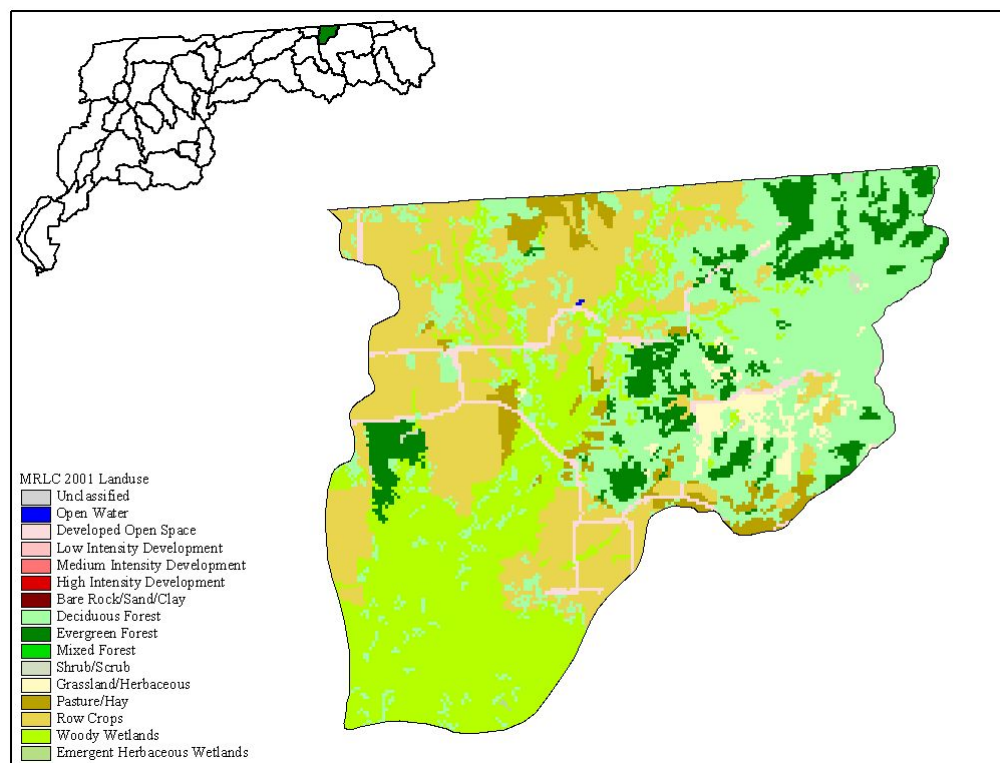 MRLC 2001 Landuse
Unclassified
Open Water
Developed Open Space
Low Intensity Development
Medium Intensity Development
High Intensity Development
Bare Rock/Sand/Clay
Deciduous Forest
Evergreen Forest
Mixed Forest
Shrub/Scrub
Grassland/Herbaceous
Pasture/Hay
Row Crops
Woody Wetlands
Emergent Herbaceous Wetlands